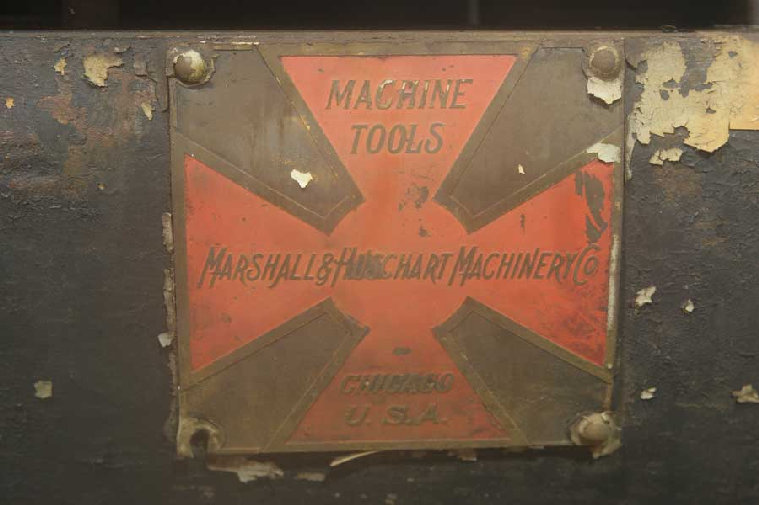 MACHINE
TOOLS
MARSHALL & HUSCHART MACHINERY CO
CHICAGO
U.S.A.